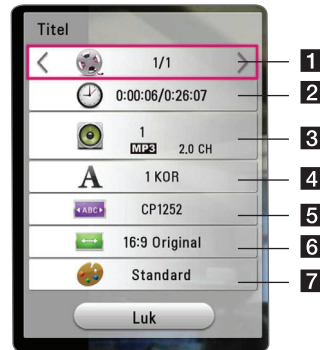 Titel
1/1 1
0:00:06/0:26:07 2
1
MP3 2.0 CH 3
A 1 KOR 4
ABC CP1252 5
16:9 Original 6
Standard 7
Luk